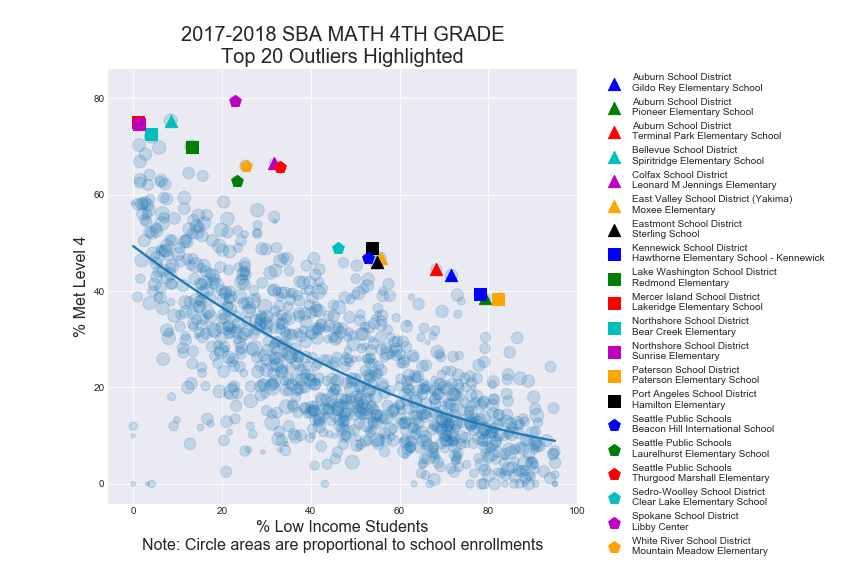 2017-2018 SBA MATH 4TH GRADE
Top 20 Outliers Highlighted
% Met Level 4
80
60
40
20
0
0
20
40
60
80
100
% Low Income Students
Note: Circle areas are proportional to school enrollments
Auburn School District
Gildo Rey Elementary School
Auburn School District
Pioneer Elementary School
Auburn School District
Terminal Park Elementary School
Bellevue School District
Spiritridge Elementary School
Colfax School District
Leonard M Jennings Elementary
East Valley School District (Yakima)
Moxee Elementary
Eastmont School District
Sterling School
Kennewick School District
Hawthorne Elementary School - Kennewick
Lake Washington School District
Redmond Elementary
Mercer Island School District
Lakeridge Elementary School
Northshore School District
Bear Creek Elementary
Northshore School District
Sunrise Elementary
Paterson School District
Paterson Elementary School
Port Angeles School District
Hamilton Elementary
Seattle Public Schools
Beacon Hill International School
Seattle Public Schools
Laurelhurst Elementary School
Seattle Public Schools
Thurgood Marshall Elementary
Sedro-Woolley School District
Clear Lake Elementary School
Spokane School District
Libby Center
White River School District
Mountain Meadow Elementary